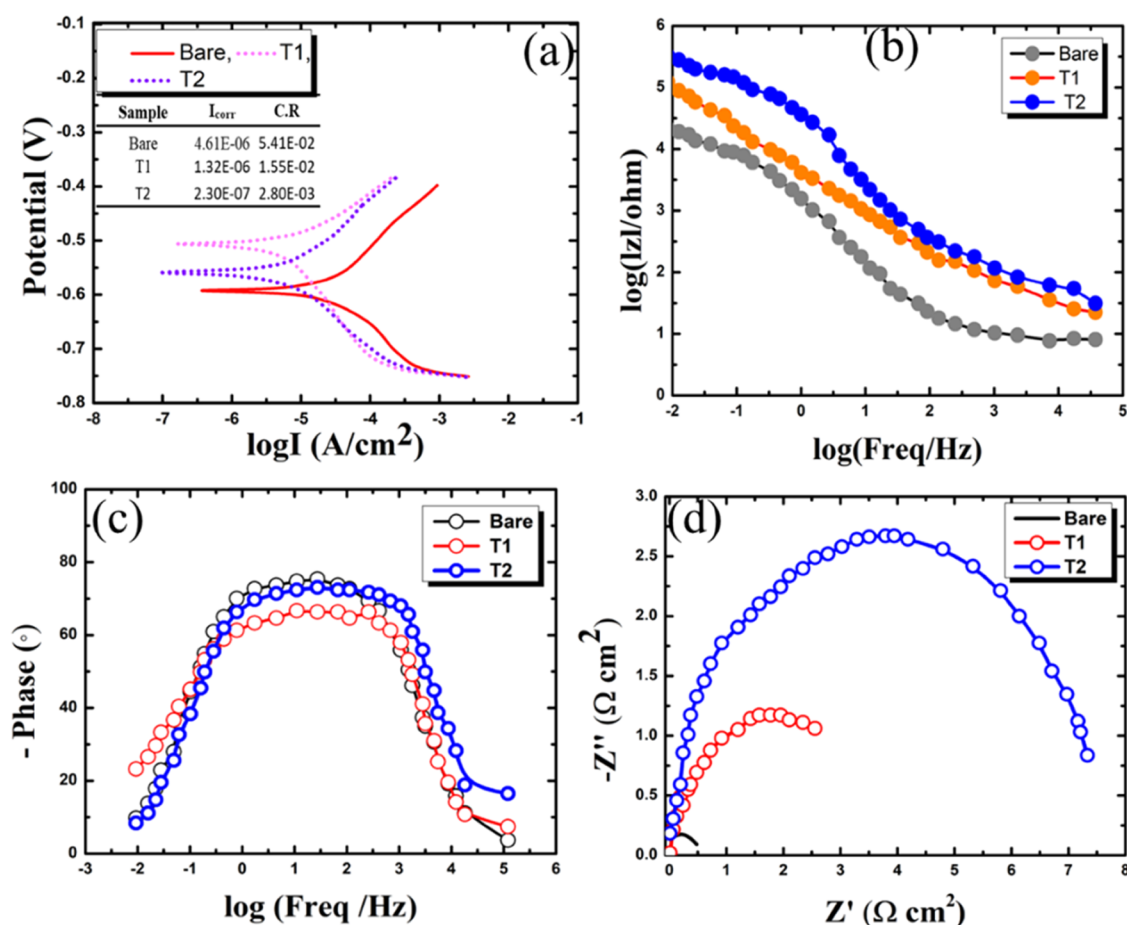 (a)
Bare, T1,
T2
Sample I_corr C.R
Bare 4.61E-06 5.41E-02
T1 1.32E-06 1.55E-02
T2 2.30E-07 2.80E-03
Potential (V)
-0.1
-0.2
-0.3
-0.4
-0.5
-0.6
-0.7
-0.8
-8 -7 -6 -5 -4 -3 -2 -1
logI (A/cm²)
(b)
Bare
T1
T2
log(lzl/ohm)
6
5
4
3
2
1
0
-2 -1 0 1 2 3 4 5
log(Freq/Hz)
(c)
Bare
T1
T2
- Phase (°)
100
80
60
40
20
0
-3 -2 -1 0 1 2 3 4 5 6
log (Freq /Hz)
(d)
Bare
T1
T2
-Z'' (Ω cm²)
3.0
2.5
2.0
1.5
1.0
0.5
0.0
0 1 2 3 4 5 6 7 8
Z' (Ω cm²)